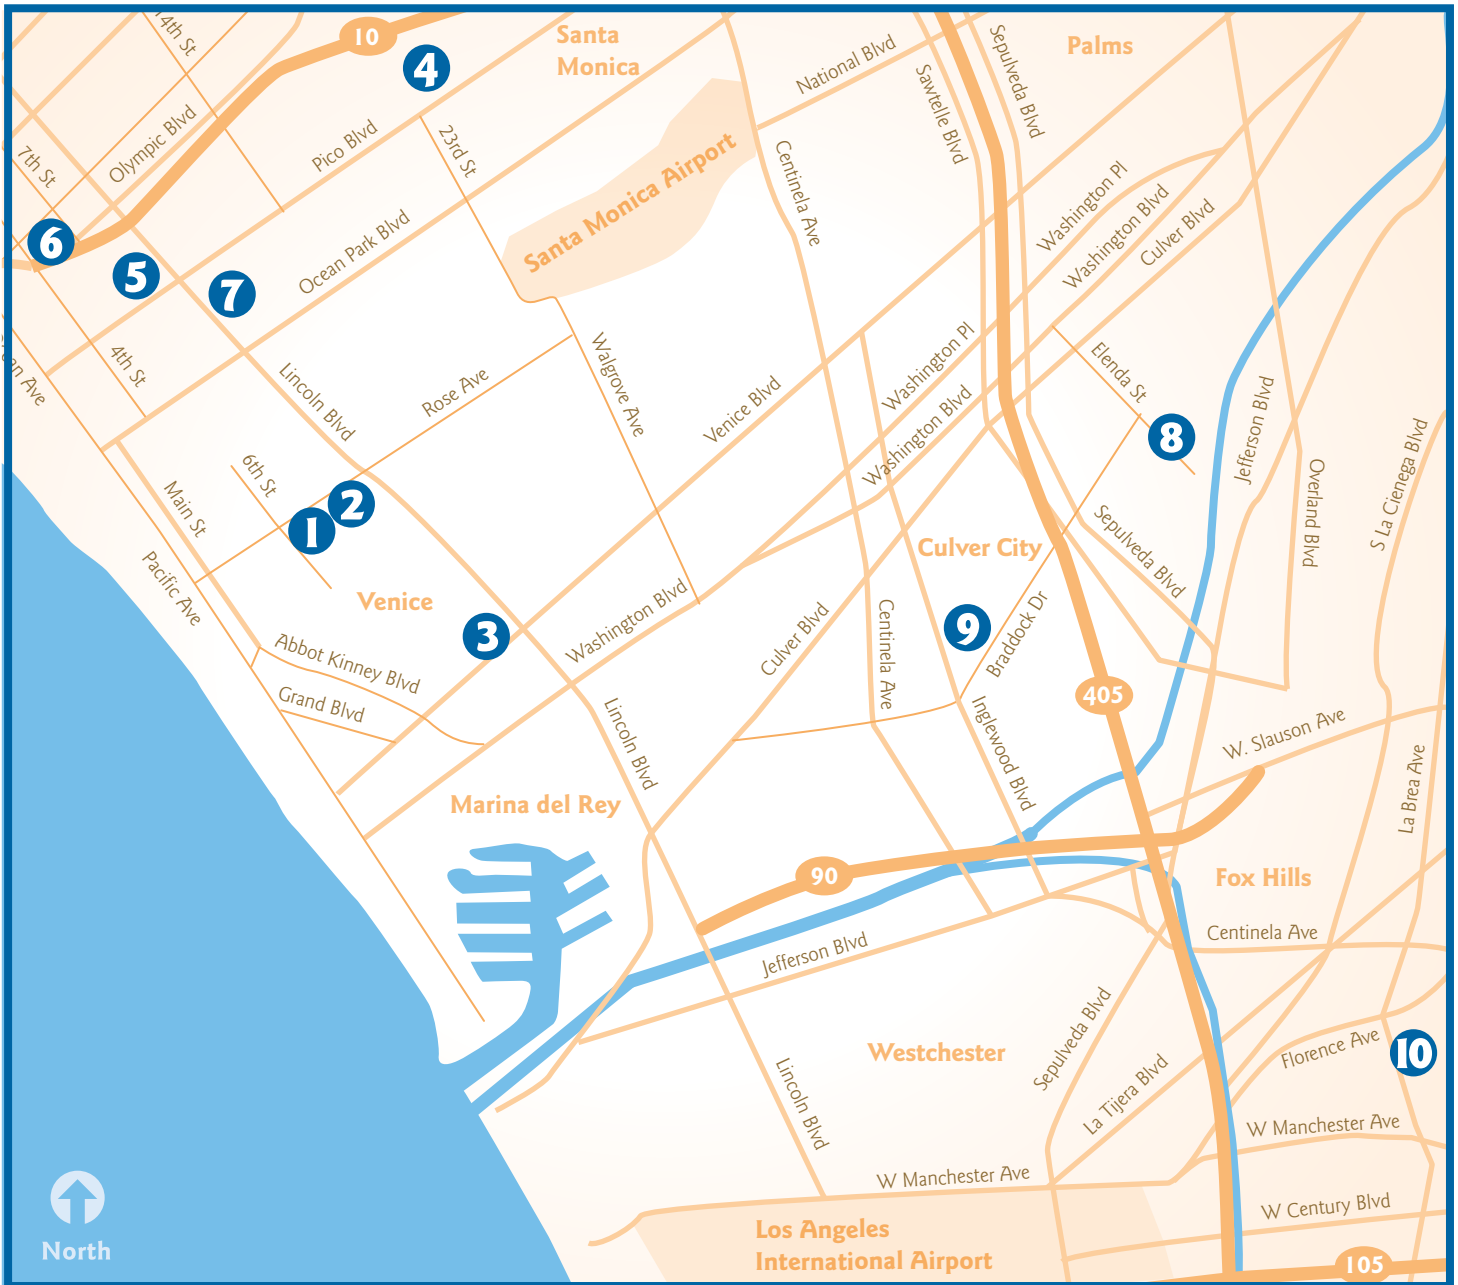 14th St
10
4
Santa
Monica
Palms
National Blvd
Sawtelle Blvd
Sepulveda Blvd
7th St
Olympic Blvd
Pico Blvd
23rd St
Santa Monica Airport
Centinela Ave
Washington Pl
Washington Blvd
Culver Blvd
6
5
7
Ocean Park Blvd
4th St
Lincoln Blvd
Rose Ave
Walgrove Ave
Venice Blvd
Washington Pl
Washington Blvd
Elenda St
8
Jefferson Blvd
Overland Blvd
S La Cienega Blvd
an Ave
Main St
6th St
1
2
Pacific Ave
Venice
3
Abbot Kinney Blvd
Grand Blvd
Washington Blvd
Culver Blvd
Centinela Ave
Culver City
9
Braddock Dr
Sepulveda Blvd
405
Inglewood Blvd
W. Slauson Ave
La Brea Ave
Lincoln Blvd
Marina del Rey
90
Fox Hills
Jefferson Blvd
Centinela Ave
Westchester
Sepulveda Blvd
La Tijera Blvd
Florence Ave
10
Lincoln Blvd
W Manchester Ave
W Manchester Ave
W Century Blvd
Los Angeles
International Airport
105
North